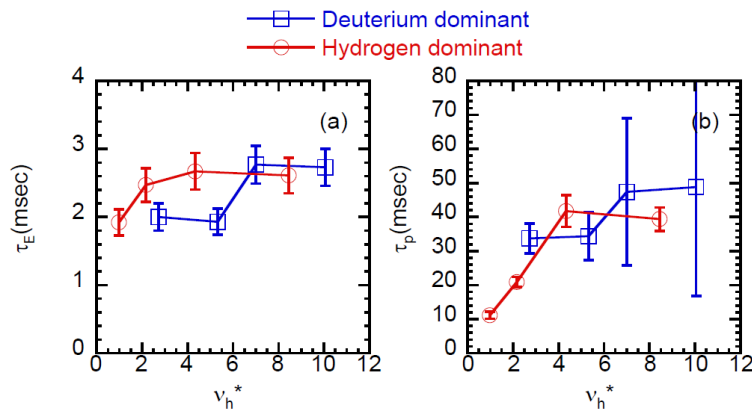 Deuterium dominant
Hydrogen dominant
(a)
τE(msec)
4
3
2
1
0
0 2 4 6 8 10 12
νh*
(b)
τp(msec)
80
70
60
50
40
30
20
10
0
0 2 4 6 8 10 12
νh*